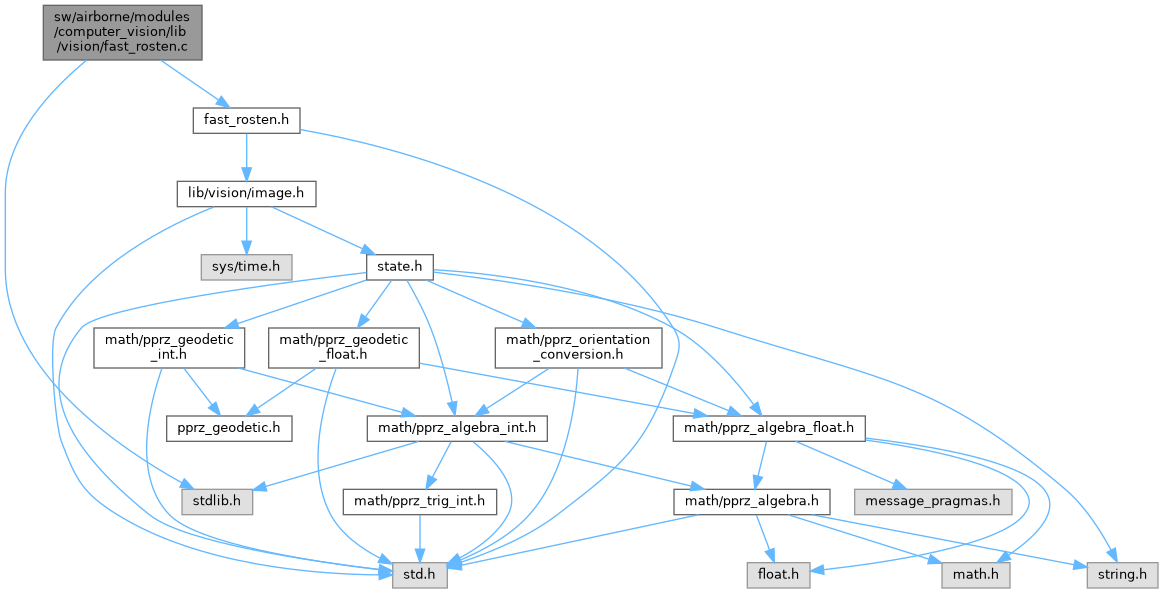 sw/airborne/modules
/computer_vision/lib
/vision/fast_rosten.c
fast_rosten.h
lib/vision/image.h
sys/time.h
state.h
math/pprz_geodetic
_int.h
math/pprz_geodetic
_float.h
math/pprz_orientation
_conversion.h
pprz_geodetic.h
math/pprz_algebra_int.h
math/pprz_algebra_float.h
stdlib.h
math/pprz_trig_int.h
math/pprz_algebra.h
message_pragmas.h
std.h
float.h
math.h
string.h